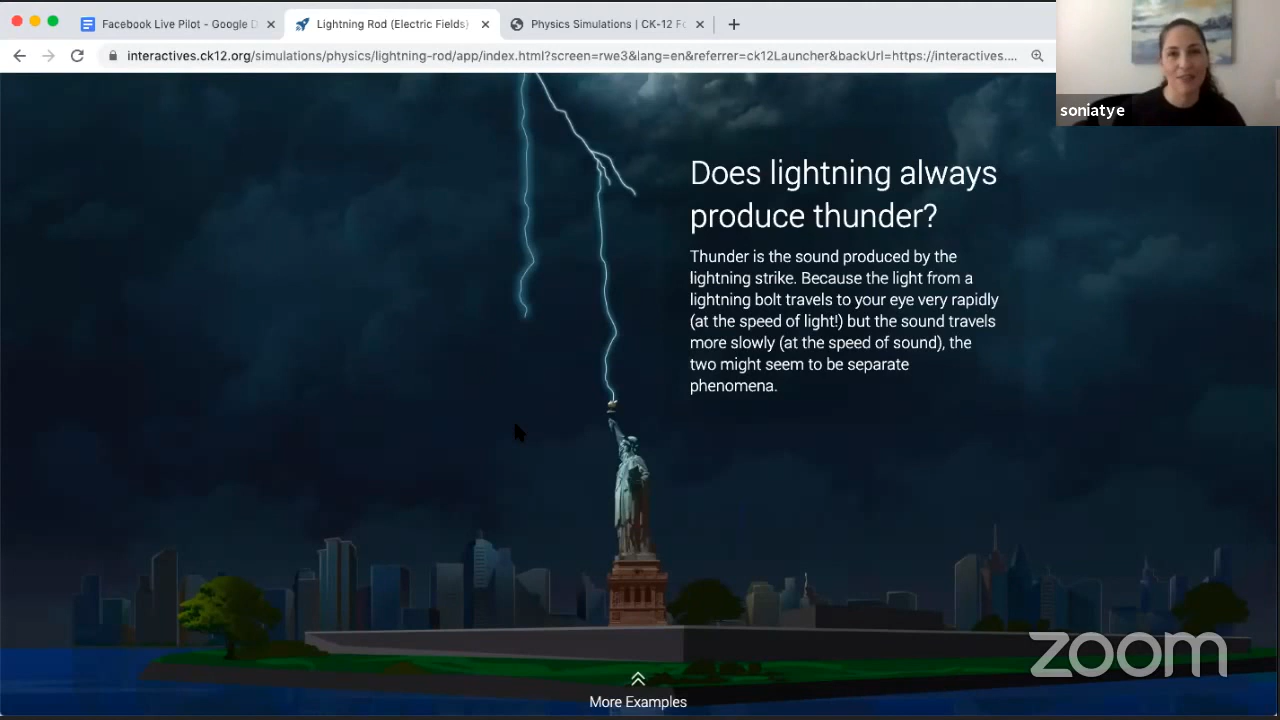 Facebook Live Pilot - Google D
Lightning Rod (Electric Fields)
Physics Simulations | CK-12 Fo
interactives.ck12.org/simulations/physics/lightning-rod/app/index.html?screen=rwe3&lang=en&referrer=ck12Launcher&backUrl=https://interactives....
soniatye
Does lightning always
produce thunder?
Thunder is the sound produced by the
lightning strike. Because the light from a
lightning bolt travels to your eye very rapidly
(at the speed of light!) but the sound travels
more slowly (at the speed of sound), the
two might seem to be separate
phenomena.
zoom
More Examples